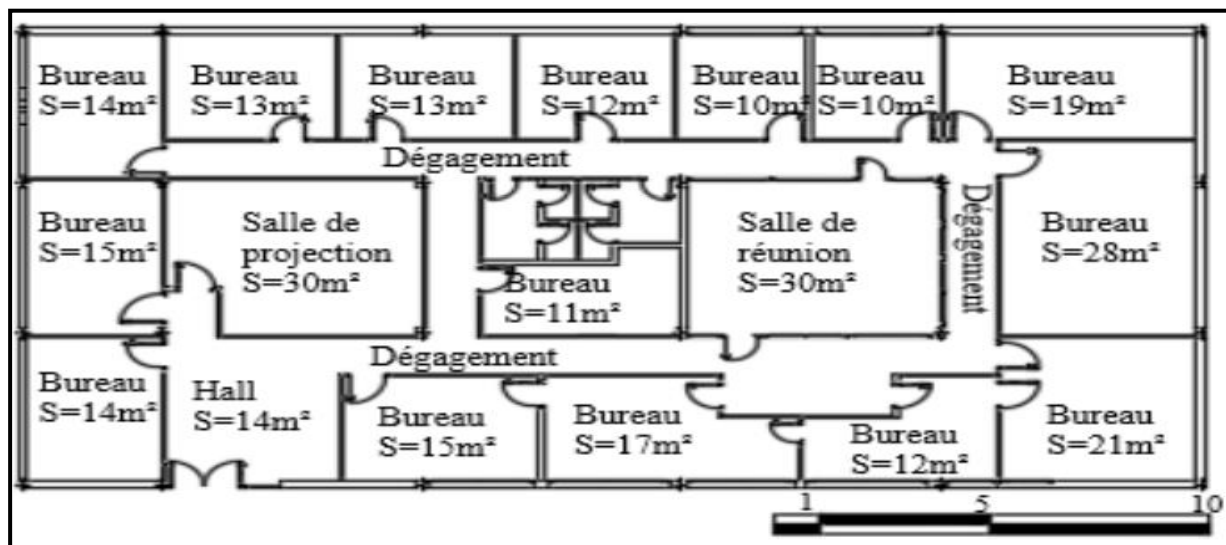 Bureau
S=14m²
Bureau
S=13m²
Bureau
S=13m²
Bureau
S=12m²
Bureau
S=10m²
Bureau
S=10m²
Bureau
S=19m²
Dégagement
Bureau
S=15m²
Salle de
projection
S=30m²
Bureau
S=11m²
Salle de
réunion
S=30m²
Dégagement
Bureau
S=28m²
Dégagement
Bureau
S=14m²
Hall
S=14m²
Bureau
S=15m²
Bureau
S=17m²
Bureau
S=12m²
Bureau
S=21m²
1 5 10